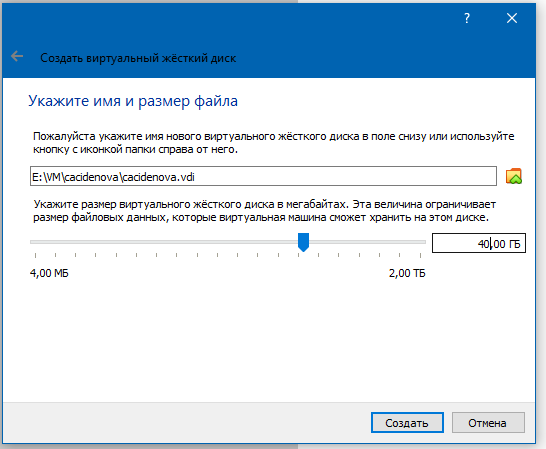 ?
Создать виртуальный жёсткий диск
Укажите имя и размер файла
Пожалуйста укажите имя нового виртуального жёсткого диска в поле снизу или используйте
кнопку с иконкой папки справа от него.
E:\VM\cacidenova\cacidenova.vdi
Укажите размер виртуального жёсткого диска в мегабайтах. Эта величина ограничивает
размер файловых данных, которые виртуальная машина сможет хранить на этом диске.
40,00 ГБ
4,00 МБ 2,00 ТБ
Создать Отмена